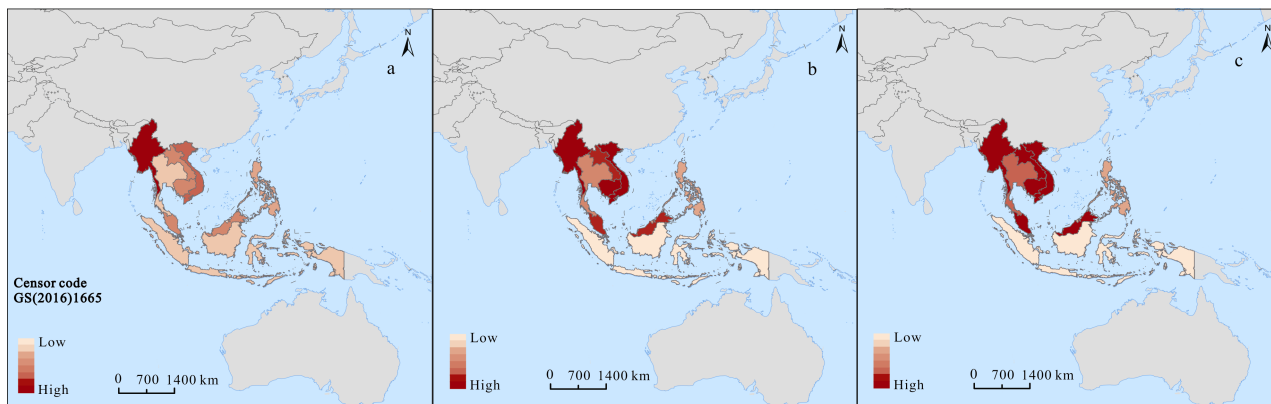 N
a
Censor code
GS(2016)1665
Low
High
0 700 1400 km
N
b
Low
High
0 700 1400 km
N
c
Low
High
0 700 1400 km